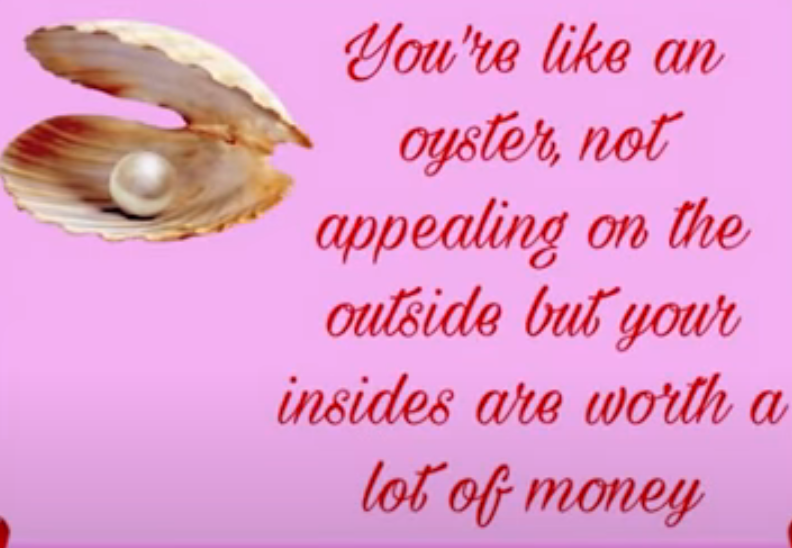 You're like an
oyster, not
appealing on the
outside but your
insides are worth a
lot of money